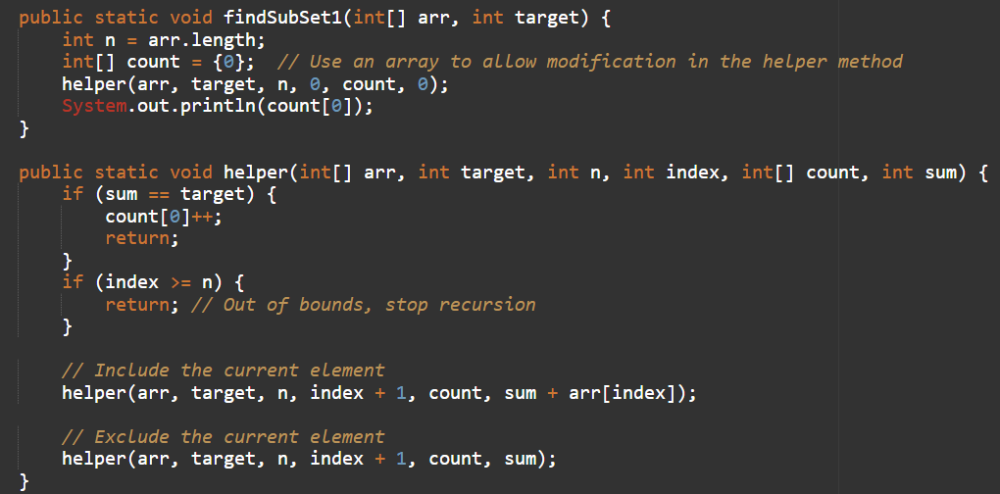 public static void findSubSet1(int[] arr, int target) {
    int n = arr.length;
    int[] count = {0};  // Use an array to allow modification in the helper method
    helper(arr, target, n, 0, count, 0);
    System.out.println(count[0]);
}

public static void helper(int[] arr, int target, int n, int index, int[] count, int sum) {
    if (sum == target) {
        count[0]++;
        return;
    }
    if (index >= n) {
        return; // Out of bounds, stop recursion
    }

    // Include the current element
    helper(arr, target, n, index + 1, count, sum + arr[index]);

    // Exclude the current element
    helper(arr, target, n, index + 1, count, sum);
}